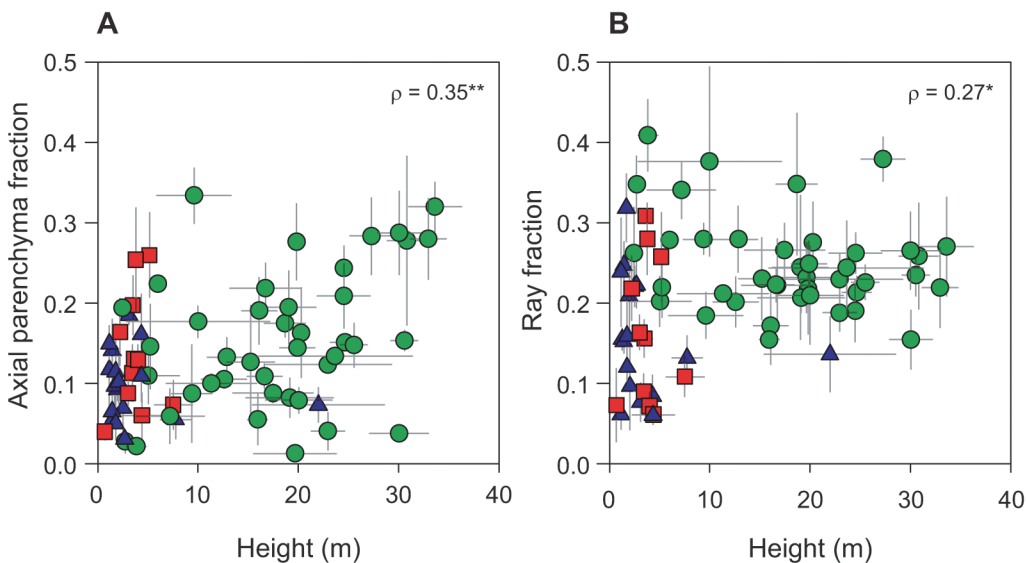 A
Axial parenchyma fraction
0.5
0.4
0.3
0.2
0.1
0.0
ρ = 0.35**
0
10
20
30
40
Height (m)
B
Ray fraction
0.5
0.4
0.3
0.2
0.1
0.0
ρ = 0.27*
0
10
20
30
40
Height (m)